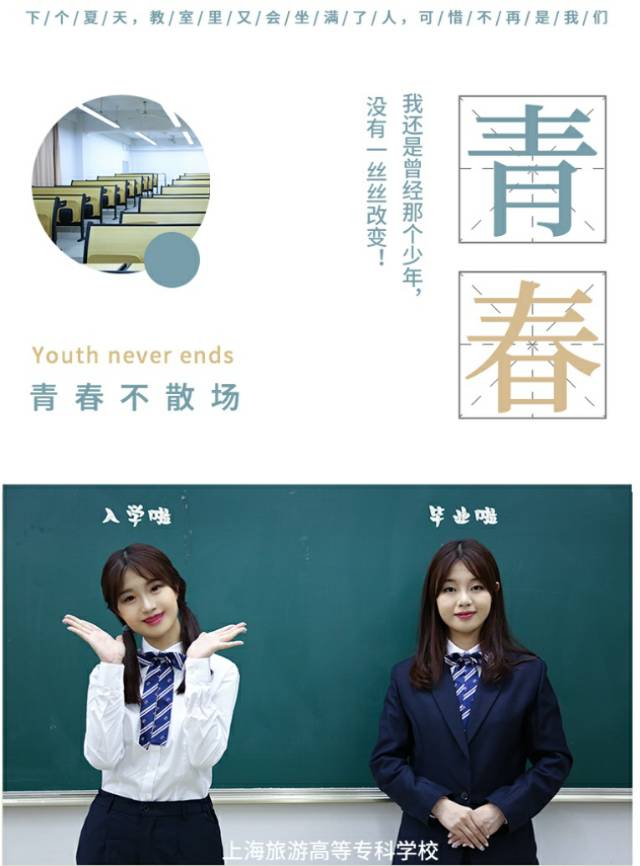 下/个/夏/天，教/室/里/又/会/坐/满/了/人，可/惜/不/再/是/我/们
我还是曾经那个少年，
没有一丝丝改变！
青
春
Youth never ends
青春不散场
入学啦
毕业啦
上海旅游高等专科学校